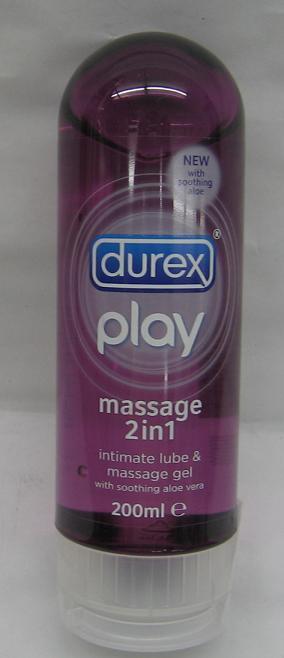 NEW
with
soothing
aloe
durex®
play
massage
2in1
intimate lube &
massage gel
with soothing aloe vera
200ml ℮